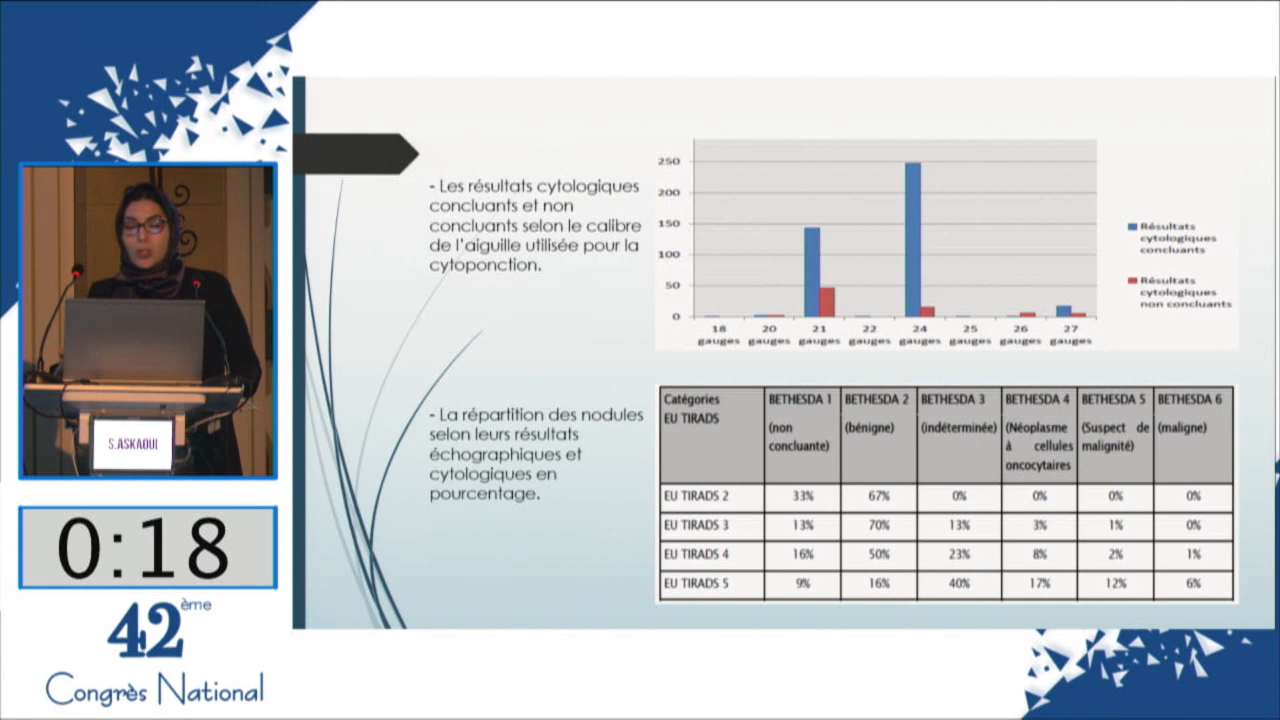 - Les résultats cytologiques
concluants et non
concluants selon le calibre
de l'aiguille utilisée pour la
cytoponction.
250
200
150
100
50
0
18 gauges 20 gauges 21 gauges 22 gauges 24 gauges 25 gauges 26 gauges 27 gauges
Résultats
cytologiques
concluants
Résultats
cytologiques
non concluants
- La répartition des nodules
selon leurs résultats
échographiques et
cytologiques en
pourcentage.
Catégories
EU TIRADS
BETHESDA 1
(non
concluante)
BETHESDA 2
(bénigne)
BETHESDA 3
(indéterminée)
BETHESDA 4
(Néoplasme
à cellules
oncocytaires
BETHESDA 5
(Suspect de
malignité)
BETHESDA 6
(maligne)
EU TIRADS 2 33% 67% 0% 0% 0% 0%
EU TIRADS 3 13% 70% 13% 3% 1% 0%
EU TIRADS 4 16% 50% 23% 8% 2% 1%
EU TIRADS 5 9% 16% 40% 17% 12% 6%
S.ASKAOUI
0:18
42ème
Congrès National